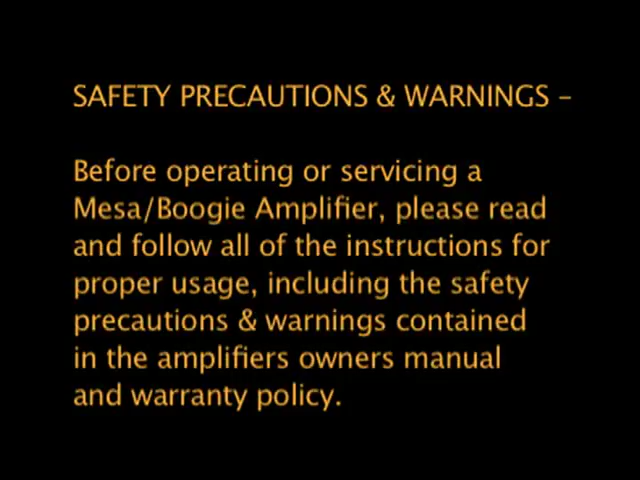 SAFETY PRECAUTIONS & WARNINGS –
Before operating or servicing a
Mesa/Boogie Amplifier, please read
and follow all of the instructions for
proper usage, including the safety
precautions & warnings contained
in the amplifiers owners manual
and warranty policy.